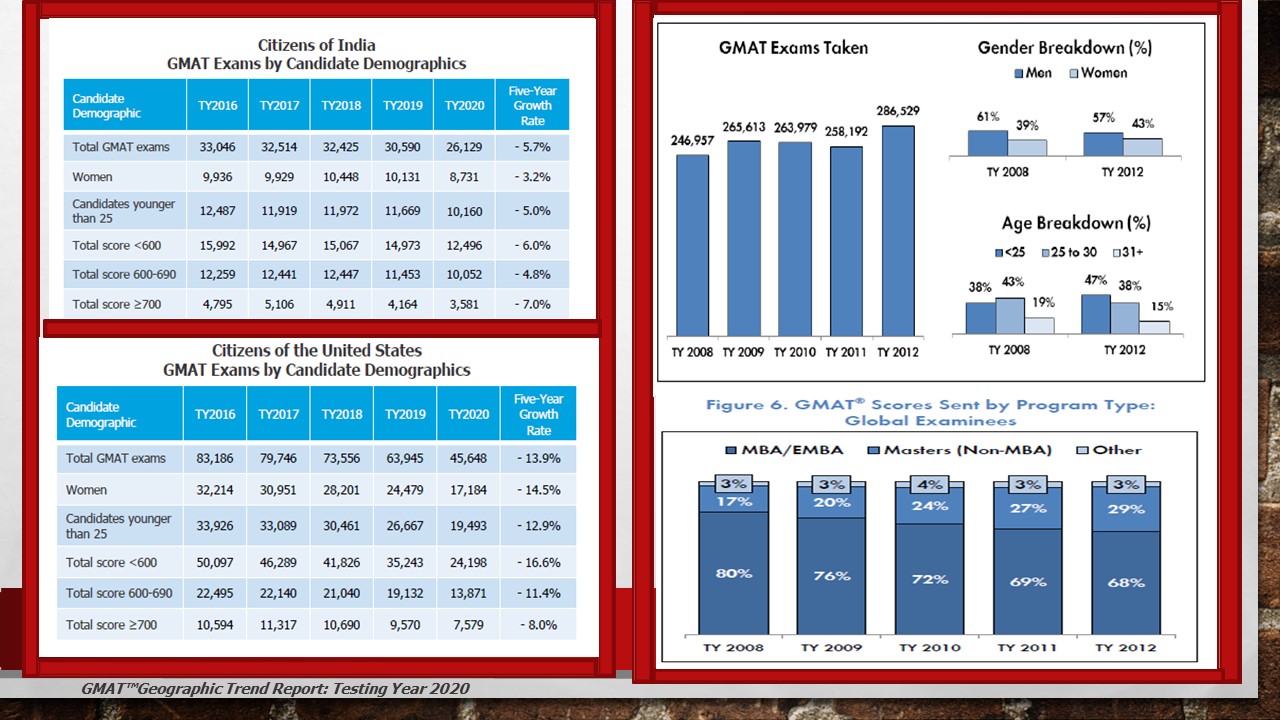 Citizens of India
GMAT Exams by Candidate Demographics
Candidate Demographic TY2016 TY2017 TY2018 TY2019 TY2020 Five-Year Growth Rate
Total GMAT exams 33,046 32,514 32,425 30,590 26,129 - 5.7%
Women 9,936 9,929 10,448 10,131 8,731 - 3.2%
Candidates younger than 25 12,487 11,919 11,972 11,669 10,160 - 5.0%
Total score <600 15,992 14,967 15,067 14,973 12,496 - 6.0%
Total score 600-690 12,259 12,441 12,447 11,453 10,052 - 4.8%
Total score ≥700 4,795 5,106 4,911 4,164 3,581 - 7.0%
Citizens of the United States
GMAT Exams by Candidate Demographics
Candidate Demographic TY2016 TY2017 TY2018 TY2019 TY2020 Five-Year Growth Rate
Total GMAT exams 83,186 79,746 73,556 63,945 45,648 - 13.9%
Women 32,214 30,951 28,201 24,479 17,184 - 14.5%
Candidates younger than 25 33,926 33,089 30,461 26,667 19,493 - 12.9%
Total score <600 50,097 46,289 41,826 35,243 24,198 - 16.6%
Total score 600-690 22,495 22,140 21,040 19,132 13,871 - 11.4%
Total score ≥700 10,594 11,317 10,690 9,570 7,579 - 8.0%
GMAT™Geographic Trend Report: Testing Year 2020
GMAT Exams Taken
246,957 265,613 263,979 258,192 286,529
TY 2008 TY 2009 TY 2010 TY 2011 TY 2012
Gender Breakdown (%)
Men Women
61% 39% 57% 43%
TY 2008 TY 2012
Age Breakdown (%)
<25 25 to 30 31+
38% 43% 19% 47% 38% 15%
TY 2008 TY 2012
Figure 6. GMAT® Scores Sent by Program Type:
Global Examinees
MBA/EMBA Masters (Non-MBA) Other
3% 3% 4% 3% 3%
17% 20% 24% 27% 29%
80% 76% 72% 69% 68%
TY 2008 TY 2009 TY 2010 TY 2011 TY 2012